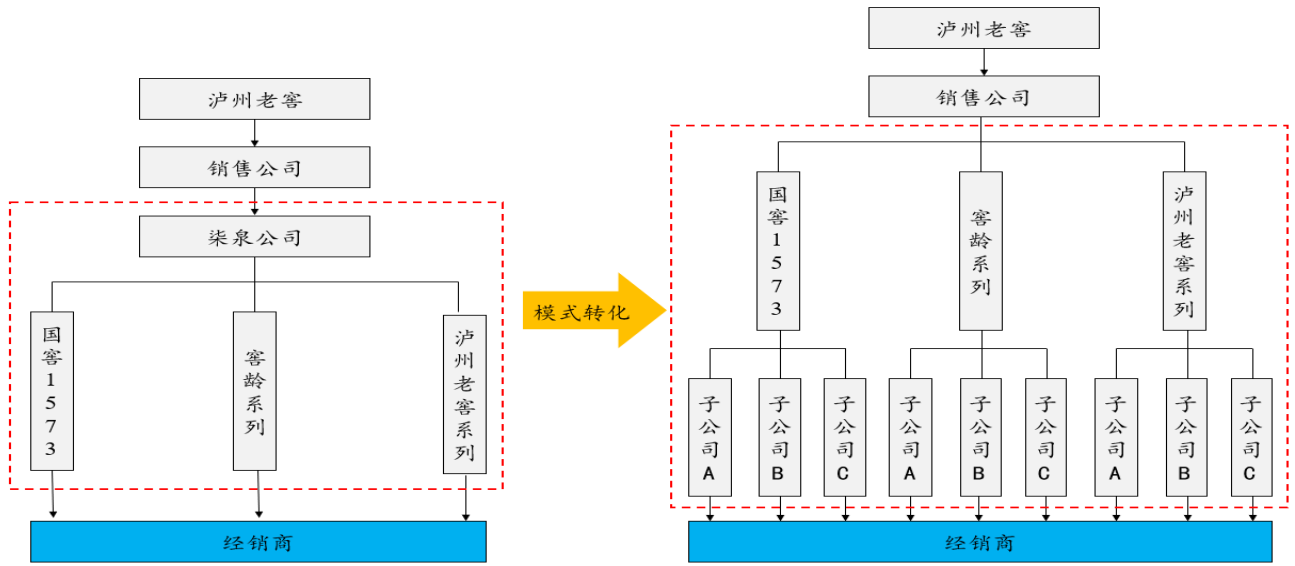 泸州老窖
销售公司
柒泉公司
国窖1573
窖龄系列
泸州老窖系列
经销商
模式转化
泸州老窖
销售公司
国窖1573
窖龄系列
泸州老窖系列
子公司A
子公司B
子公司C
子公司A
子公司B
子公司C
子公司A
子公司B
子公司C
经销商